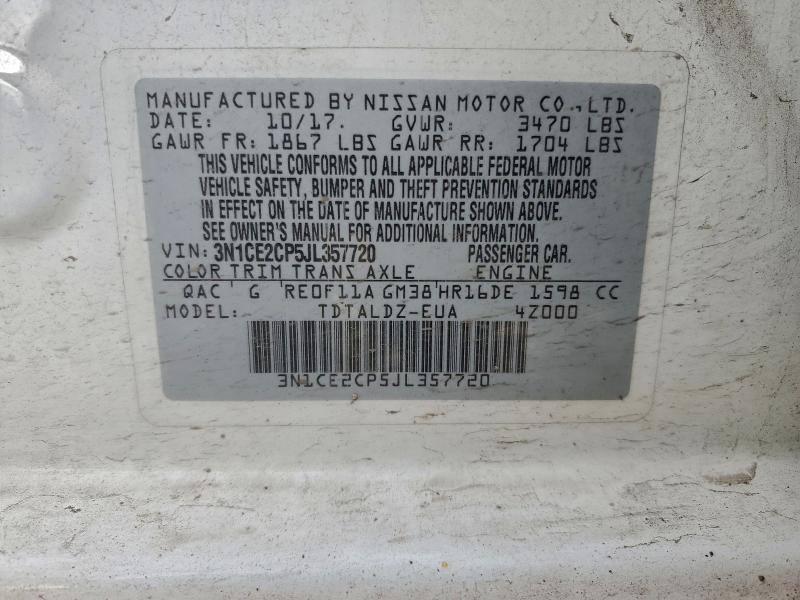 MANUFACTURED BY NISSAN MOTOR CO., LTD.
DATE: 10/17. GVWR: 3470 LBS
GAWR FR: 1867 LBS GAWR RR: 1704 LBS
THIS VEHICLE CONFORMS TO ALL APPLICABLE FEDERAL MOTOR
VEHICLE SAFETY, BUMPER AND THEFT PREVENTION STANDARDS
IN EFFECT ON THE DATE OF MANUFACTURE SHOWN ABOVE.
SEE OWNER'S MANUAL FOR ADDITIONAL INFORMATION.
VIN: 3N1CE2CP5JL357720 PASSENGER CAR.
COLOR TRIM TRANS AXLE ENGINE
QAC G RE0F11A GM38 HR16DE 1598 CC
MODEL: TDTALDZ-EUA 4Z000
3N1CE2CP5JL357720